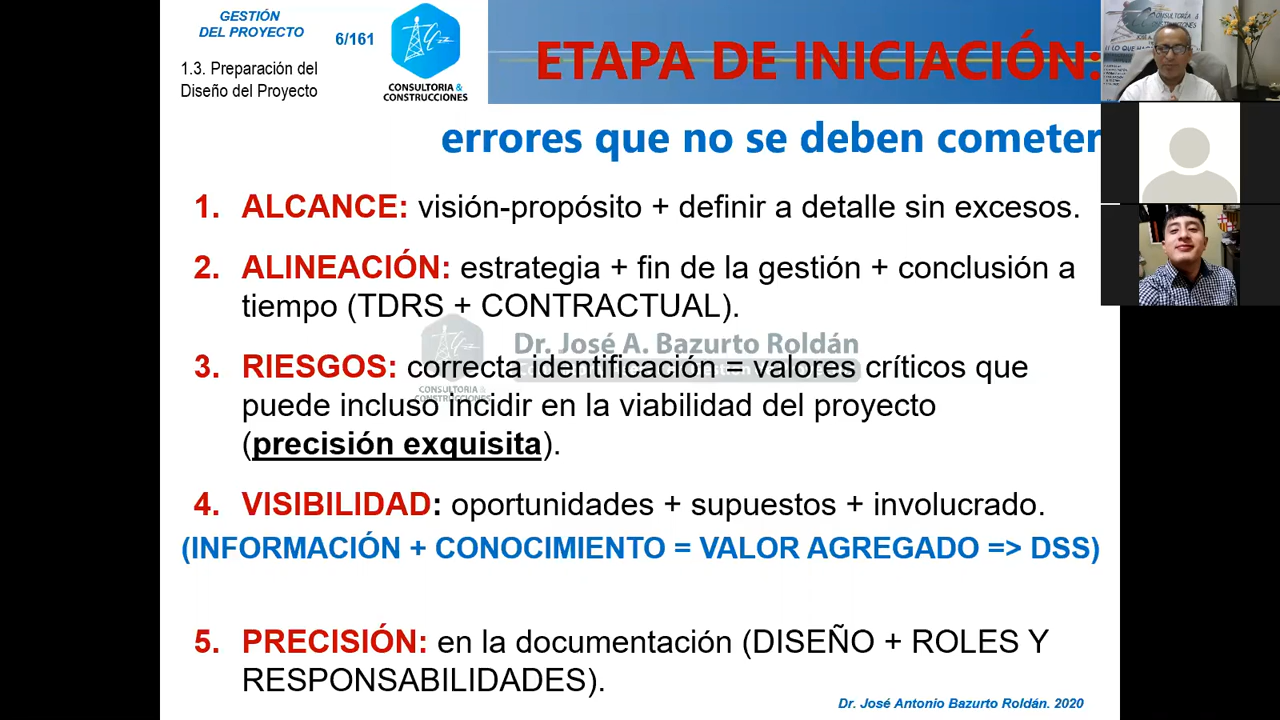 GESTIÓN
DEL PROYECTO
6/161
1.3. Preparación del
Diseño del Proyecto
CONSULTORIA &
CONSTRUCCIONES
ETAPA DE INICIACIÓN:
errores que no se deben cometer
1. ALCANCE: visión-propósito + definir a detalle sin excesos.
2. ALINEACIÓN: estrategia + fin de la gestión + conclusión a
tiempo (TDRS + CONTRACTUAL).
Dr. José A. Bazurto Roldán
3. RIESGOS: correcta identificación = valores críticos que
puede incluso incidir en la viabilidad del proyecto
(precisión exquisita).
CONSULTORIA &
CONSTRUCCIONES
4. VISIBILIDAD: oportunidades + supuestos + involucrado.
(INFORMACIÓN + CONOCIMIENTO = VALOR AGREGADO => DSS)
5. PRECISIÓN: en la documentación (DISEÑO + ROLES Y
RESPONSABILIDADES).
Dr. José Antonio Bazurto Roldán. 2020